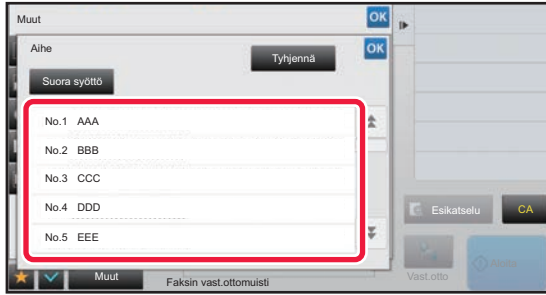 Muut
OK
Aihe
Tyhjennä
OK
Suora syöttö
No.1 AAA
No.2 BBB
No.3 CCC
No.4 DDD
No.5 EEE
Esikatselu
CA
Muut
Faksin vast.ottomuisti
Vast.otto